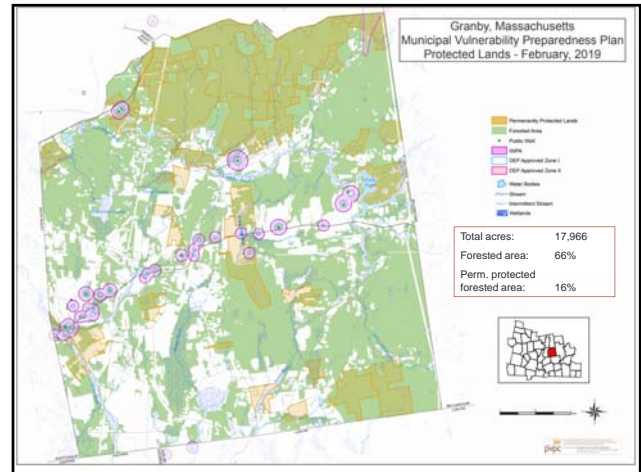 Granby, Massachusetts
Municipal Vulnerability Preparedness Plan
Protected Lands - February, 2019
Permanently Protected Lands
Forested Area
Public Well
IWPA
DEP Approved Zone I
DEP Approved Zone II
Water Bodies
Stream
Intermittent Stream
Wetlands
Total acres: 17,966
Forested area: 66%
Perm. protected
forested area: 16%
pvpc